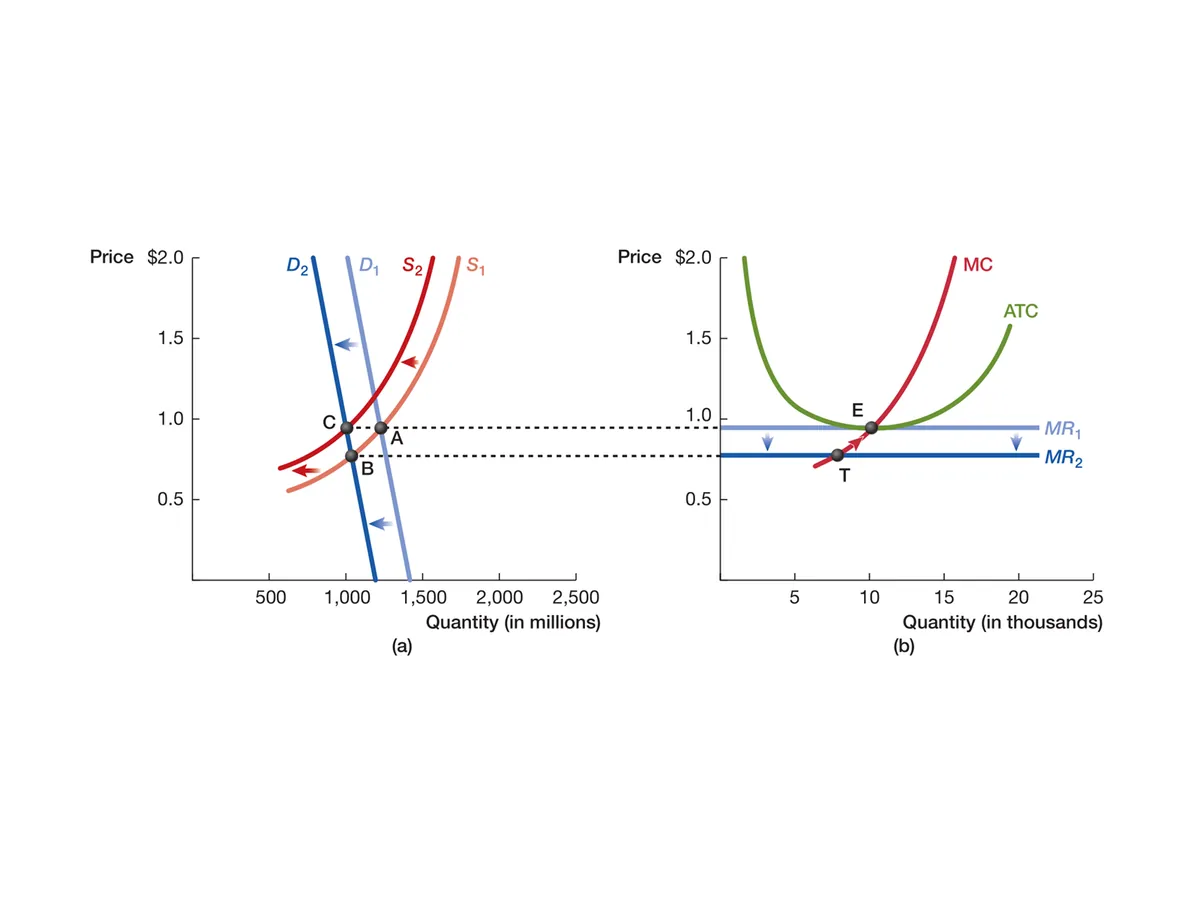 Price $2.0
1.5
1.0
0.5
D2 D1 S2 S1
C
A
B
500 1,000 1,500 2,000 2,500
Quantity (in millions)
(a)
Price $2.0
1.5
1.0
0.5
MC
ATC
E
MR1
MR2
T
5 10 15 20 25
Quantity (in thousands)
(b)